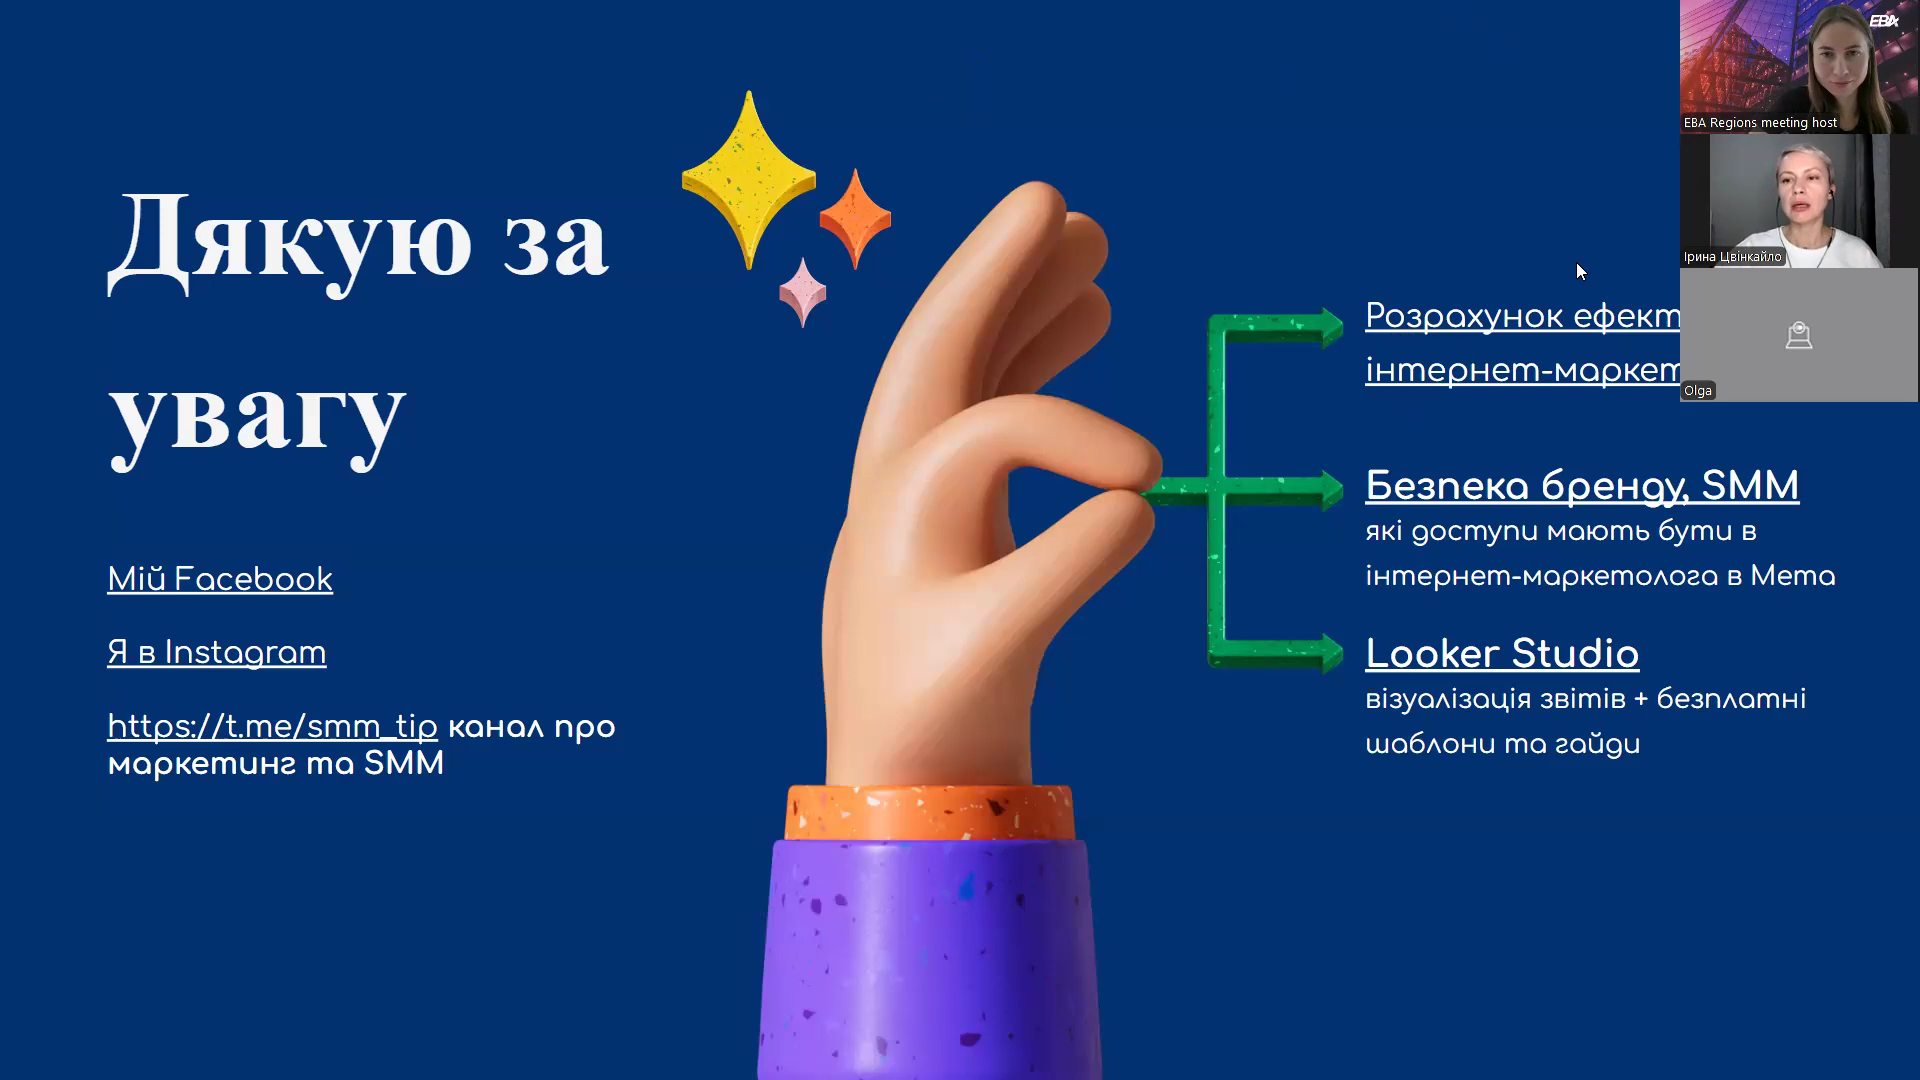 Дякую за
увагу
Мій Facebook
Я в Instagram
https://t.me/smm_tip канал про
маркетинг та SMM
Розрахунок
інтернет-маркет
Безпека бренду, SMM
які доступи мають бути в
інтернет-маркетолога в Мета
Looker Studio
візуалізація звітів + безплатні
шаблони та гайди
EBA
EBA Regions meeting host
Ірина Цвінкайло
Olga